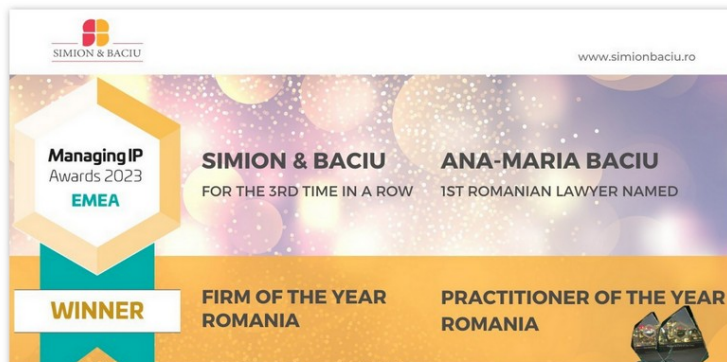 SIMION & BACIU
www.simionbaciu.ro
Managing IP
Awards 2023
EMEA
WINNER
SIMION & BACIU
FOR THE 3RD TIME IN A ROW
FIRM OF THE YEAR
ROMANIA
ANA-MARIA BACIU
1ST ROMANIAN LAWYER NAMED
PRACTITIONER OF THE YEAR
ROMANIA